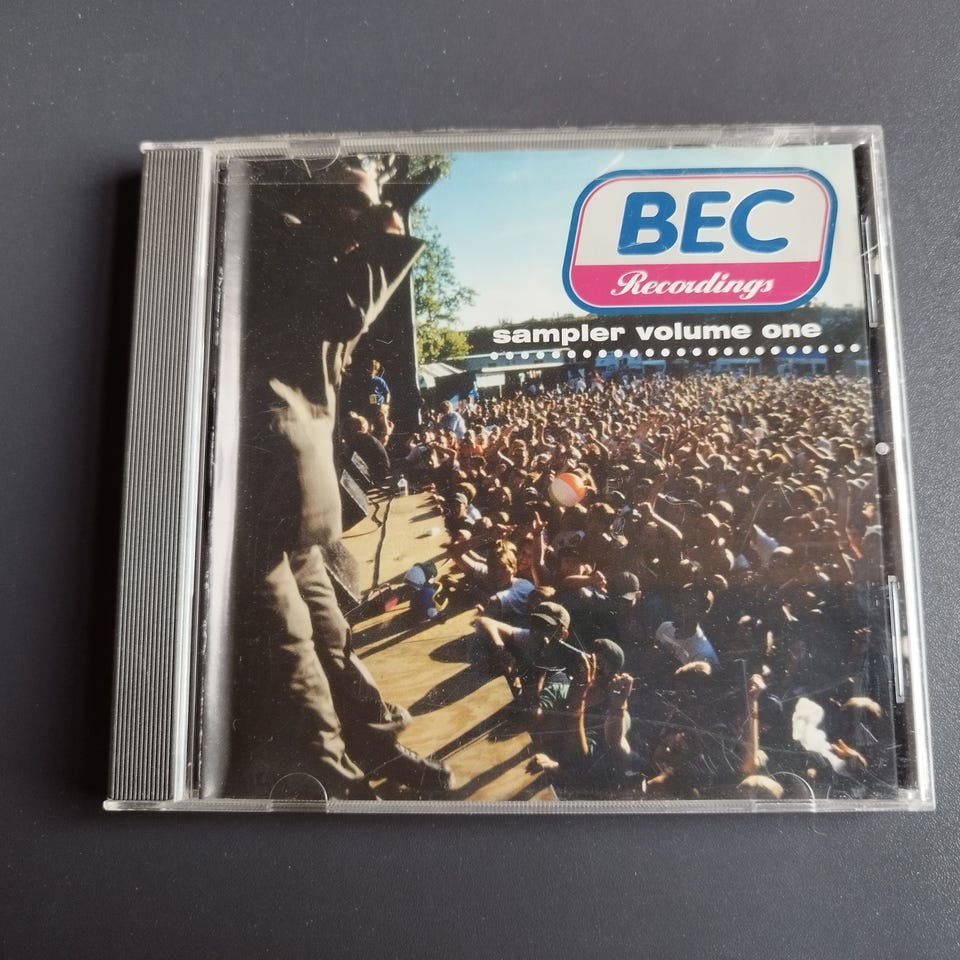 BEC
Recordings
sampler volume one